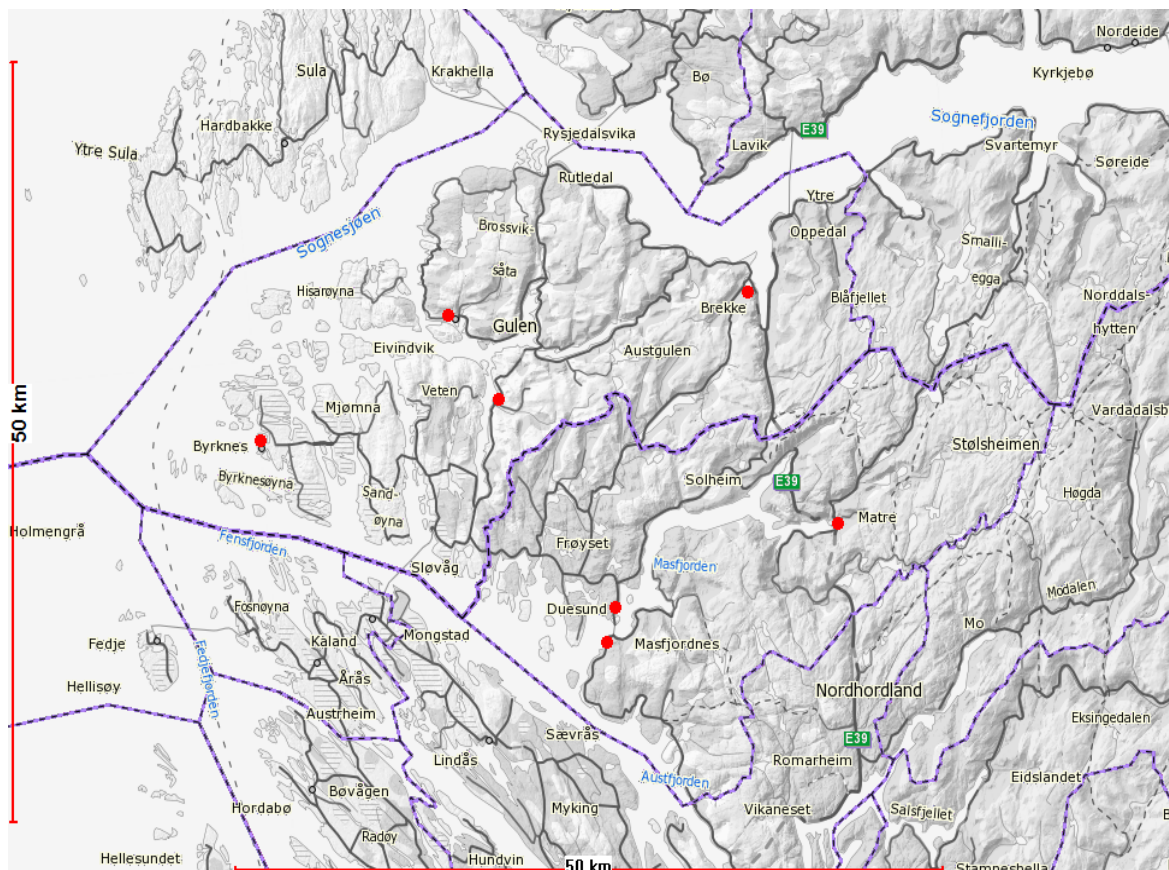 Nordeide
Sula
Krakhella
Bø
Kyrkjebø
Hardbakke
Rysjedalsvika
E39
Sognefjorden
Ytre Sula
Lavik
Svartemyr
Søreide
Rutledal
Ytre
Oppedal
Sognesjøen
Brossvik-
såta
Smalli-
egga
Hisarøyna
Brekke
Blåfjellet
Norddals-
hytten
Gulen
Eivindvik
Austgulen
Veten
50 km
Mjømna
Vardadalsb
Byrknes
Stølsheimen
Byrknesøyna
Sand-
øyna
Solheim
E39
Høgda
Holmengrå
Matre
Fensfjorden
Frøyset
Sløvåg
Masfjorden
Modalen
Fosnøyna
Duesund
Mo
Fedje
Kaland
Mongstad
Masfjordnes
Fedjefjorden
Hellisøy
Årås
Nordhordland
Austrheim
Eksingedalen
Sævrås
E39
Lindås
Romarheim
Austfjorden
Eidslandet
Bøvågen
Hordabø
Myking
Vikaneset
Salsfjellet
Radøy
Hellesundet
Hundvin
50 km
Stamneshella